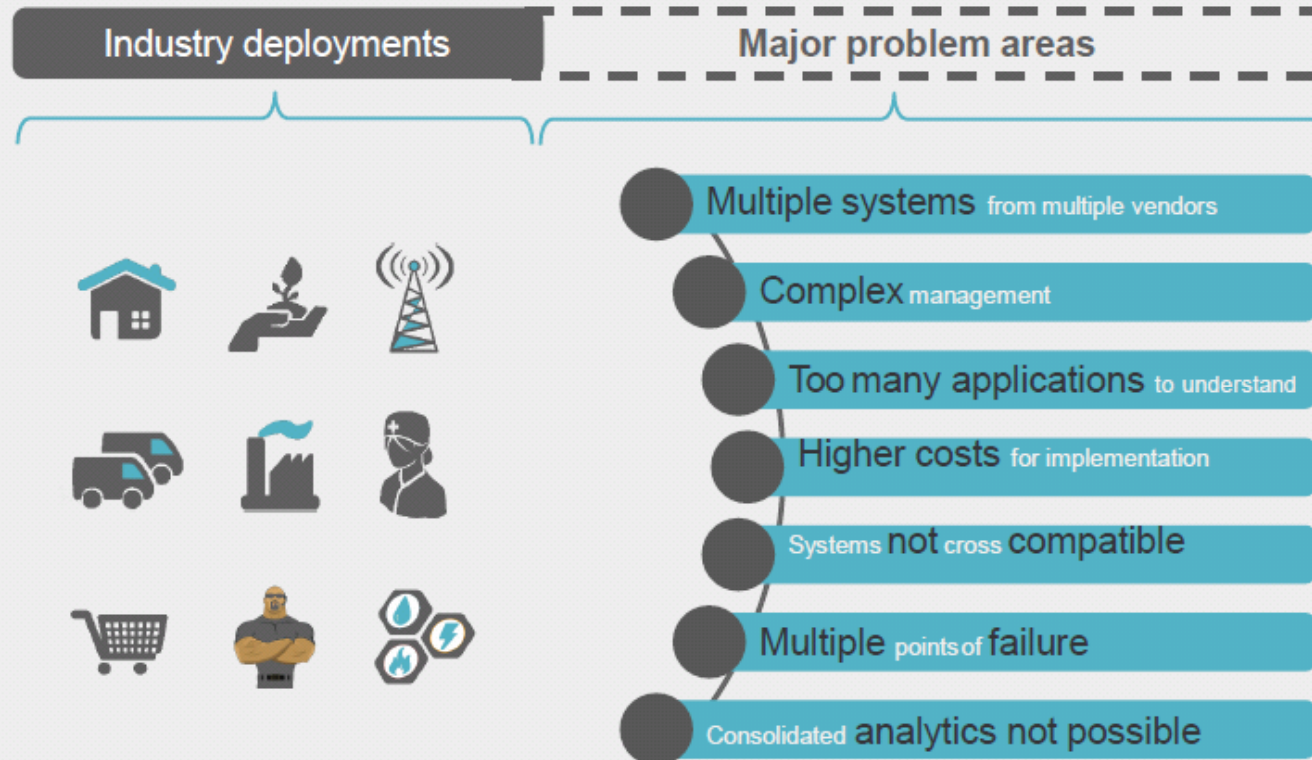 Industry deployments
Major problem areas
Multiple systems from multiple vendors
Complex management
Too many applications to understand
Higher costs for implementation
Systems not cross compatible
Multiple points of failure
Consolidated analytics not possible